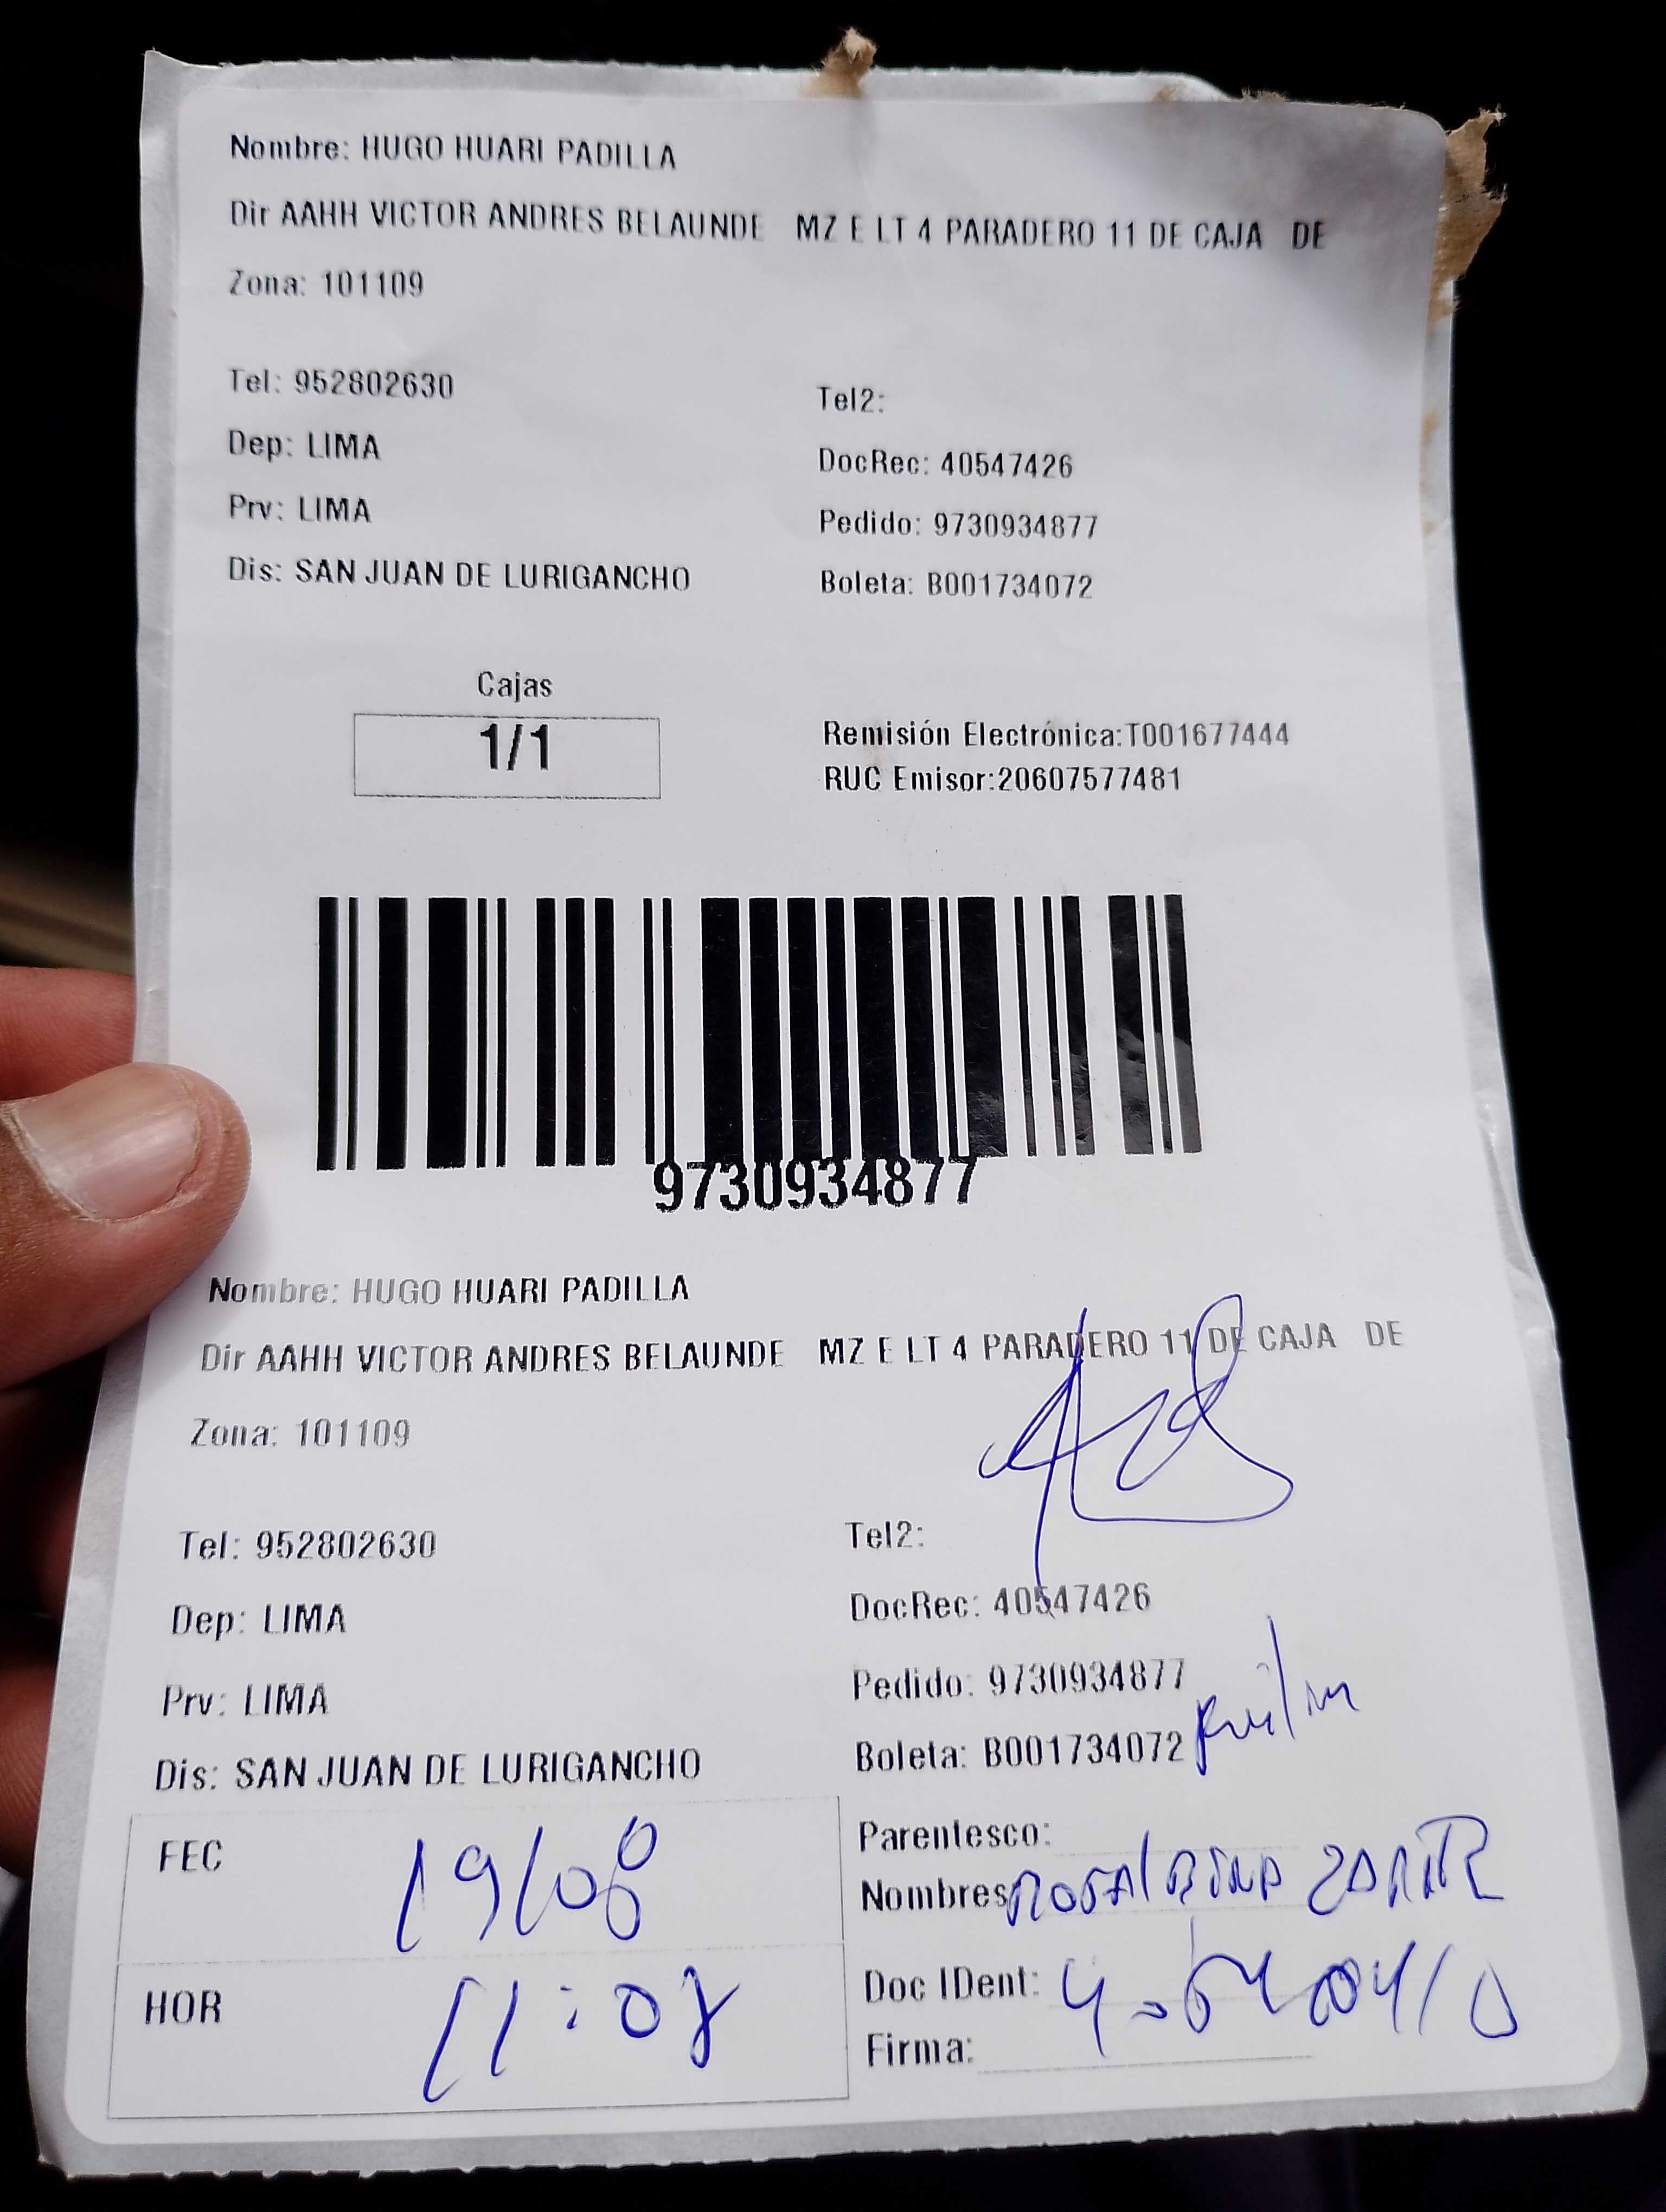 Nombre: HUGO HUARI PADILLA
Dir AAHH VICTOR ANDRES BELAUNDE MZ E LT 4 PARADERO 11 DE CAJA DE
Zona: 101109
Tel: 952802630
Tel2:
Dep: LIMA
DocRec: 40547426
Prv: LIMA
Pedido: 9730934877
Dis: SAN JUAN DE LURIGANCHO
Boleta: B001734072
Cajas
1/1
Remisión Electrónica:T001677444
RUC Emisor:20607577481
9730934877
Nombre: HUGO HUARI PADILLA
Dir AAHH VICTOR ANDRES BELAUNDE MZ E LT 4 PARADERO 11 DE CAJA DE
Zona: 101109
Tel: 952802630
Tel2:
Dep: LIMA
DocRec: 40547426
Prv: LIMA
Pedido: 9730934877
Dis: SAN JUAN DE LURIGANCHO
Boleta: B001734072
FEC 19/08
Parentesco:
Nombres
HOR
Doc IDent:
Firma: